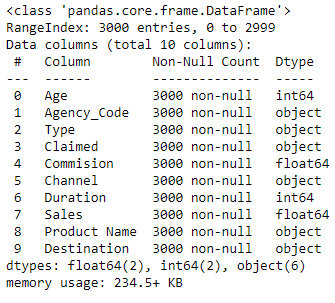 <class 'pandas.core.frame.DataFrame'>
RangeIndex: 3000 entries, 0 to 2999
Data columns (total 10 columns):
 #   Column        Non-Null Count  Dtype
---  ------        --------------  -----
 0   Age           3000 non-null   int64
 1   Agency_Code   3000 non-null   object
 2   Type          3000 non-null   object
 3   Claimed       3000 non-null   object
 4   Commision     3000 non-null   float64
 5   Channel       3000 non-null   object
 6   Duration      3000 non-null   int64
 7   Sales         3000 non-null   float64
 8   Product Name  3000 non-null   object
 9   Destination   3000 non-null   object
dtypes: float64(2), int64(2), object(6)
memory usage: 234.5+ KB